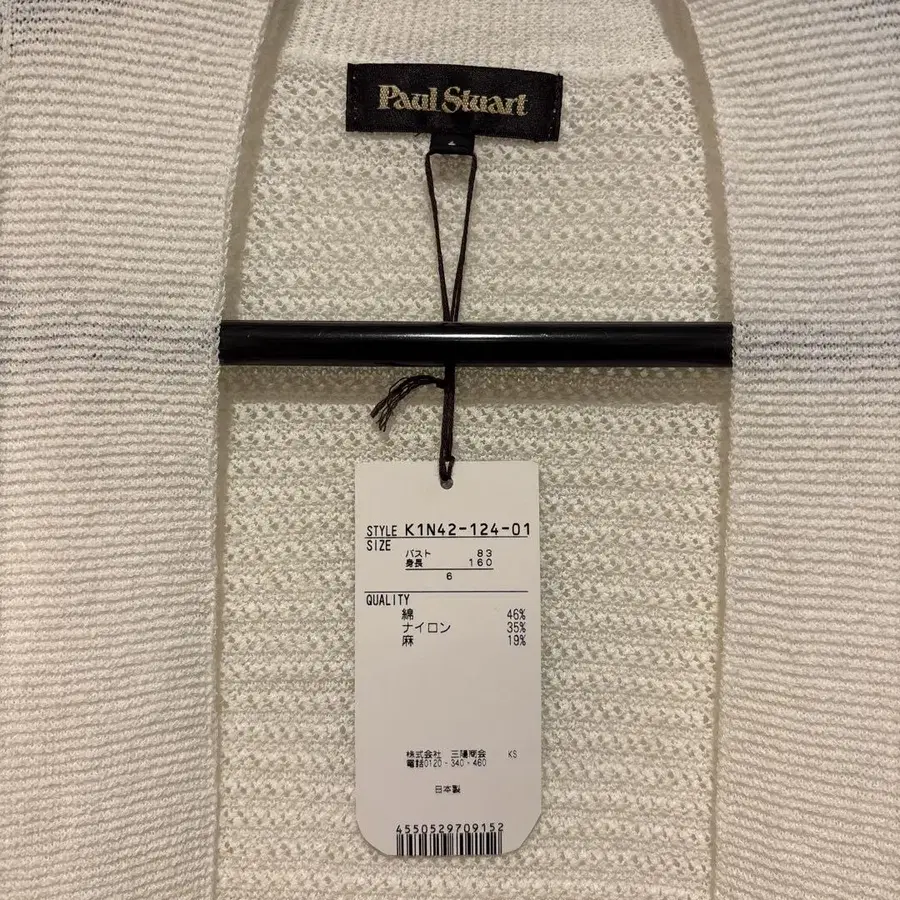 Paul Stuart
STYLE K1N42-124-01
SIZE
バスト 83
身長 160
6
QUALITY
綿 46%
ナイロン 35%
麻 19%
株式会社 三陽商会 KS
電話0120-340-460
日本製
4550529709152